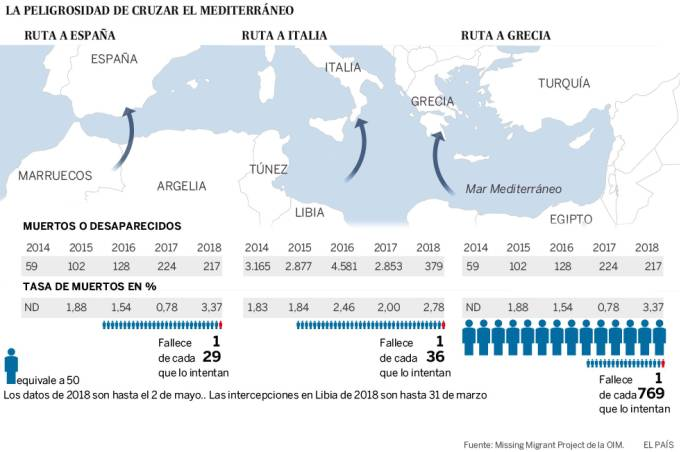 LA PELIGROSIDAD DE CRUZAR EL MEDITERRÁNEO
RUTA A ESPAÑA
RUTA A ITALIA
RUTA A GRECIA
ESPAÑA
ITALIA
GRECIA
TURQUÍA
MARRUECOS
ARGELIA
TÚNEZ
LIBIA
Mar Mediterráneo
EGIPTO
MUERTOS O DESAPARECIDOS
2014 2015 2016 2017 2018 2014 2015 2016 2017 2018 2014 2015 2016 2017 2018
59 102 128 224 217 3.165 2.877 4.581 2.853 379 59 102 128 224 217
TASA DE MUERTOS EN %
ND 1,88 1,54 0,78 3,37 1,83 1,84 2,46 2,00 2,78 ND 1,88 1,54 0,78 3,37
Fallece 1
de cada 29
que lo intentan
Fallece 1
de cada 36
que lo intentan
Fallece 1
de cada 769
que lo intentan
equivale a 50
Los datos de 2018 son hasta el 2 de mayo.. Las intercepciones en Libia de 2018 son hasta 31 de marzo
Fuente: Missing Migrant Project de la OIM.
EL PAÍS